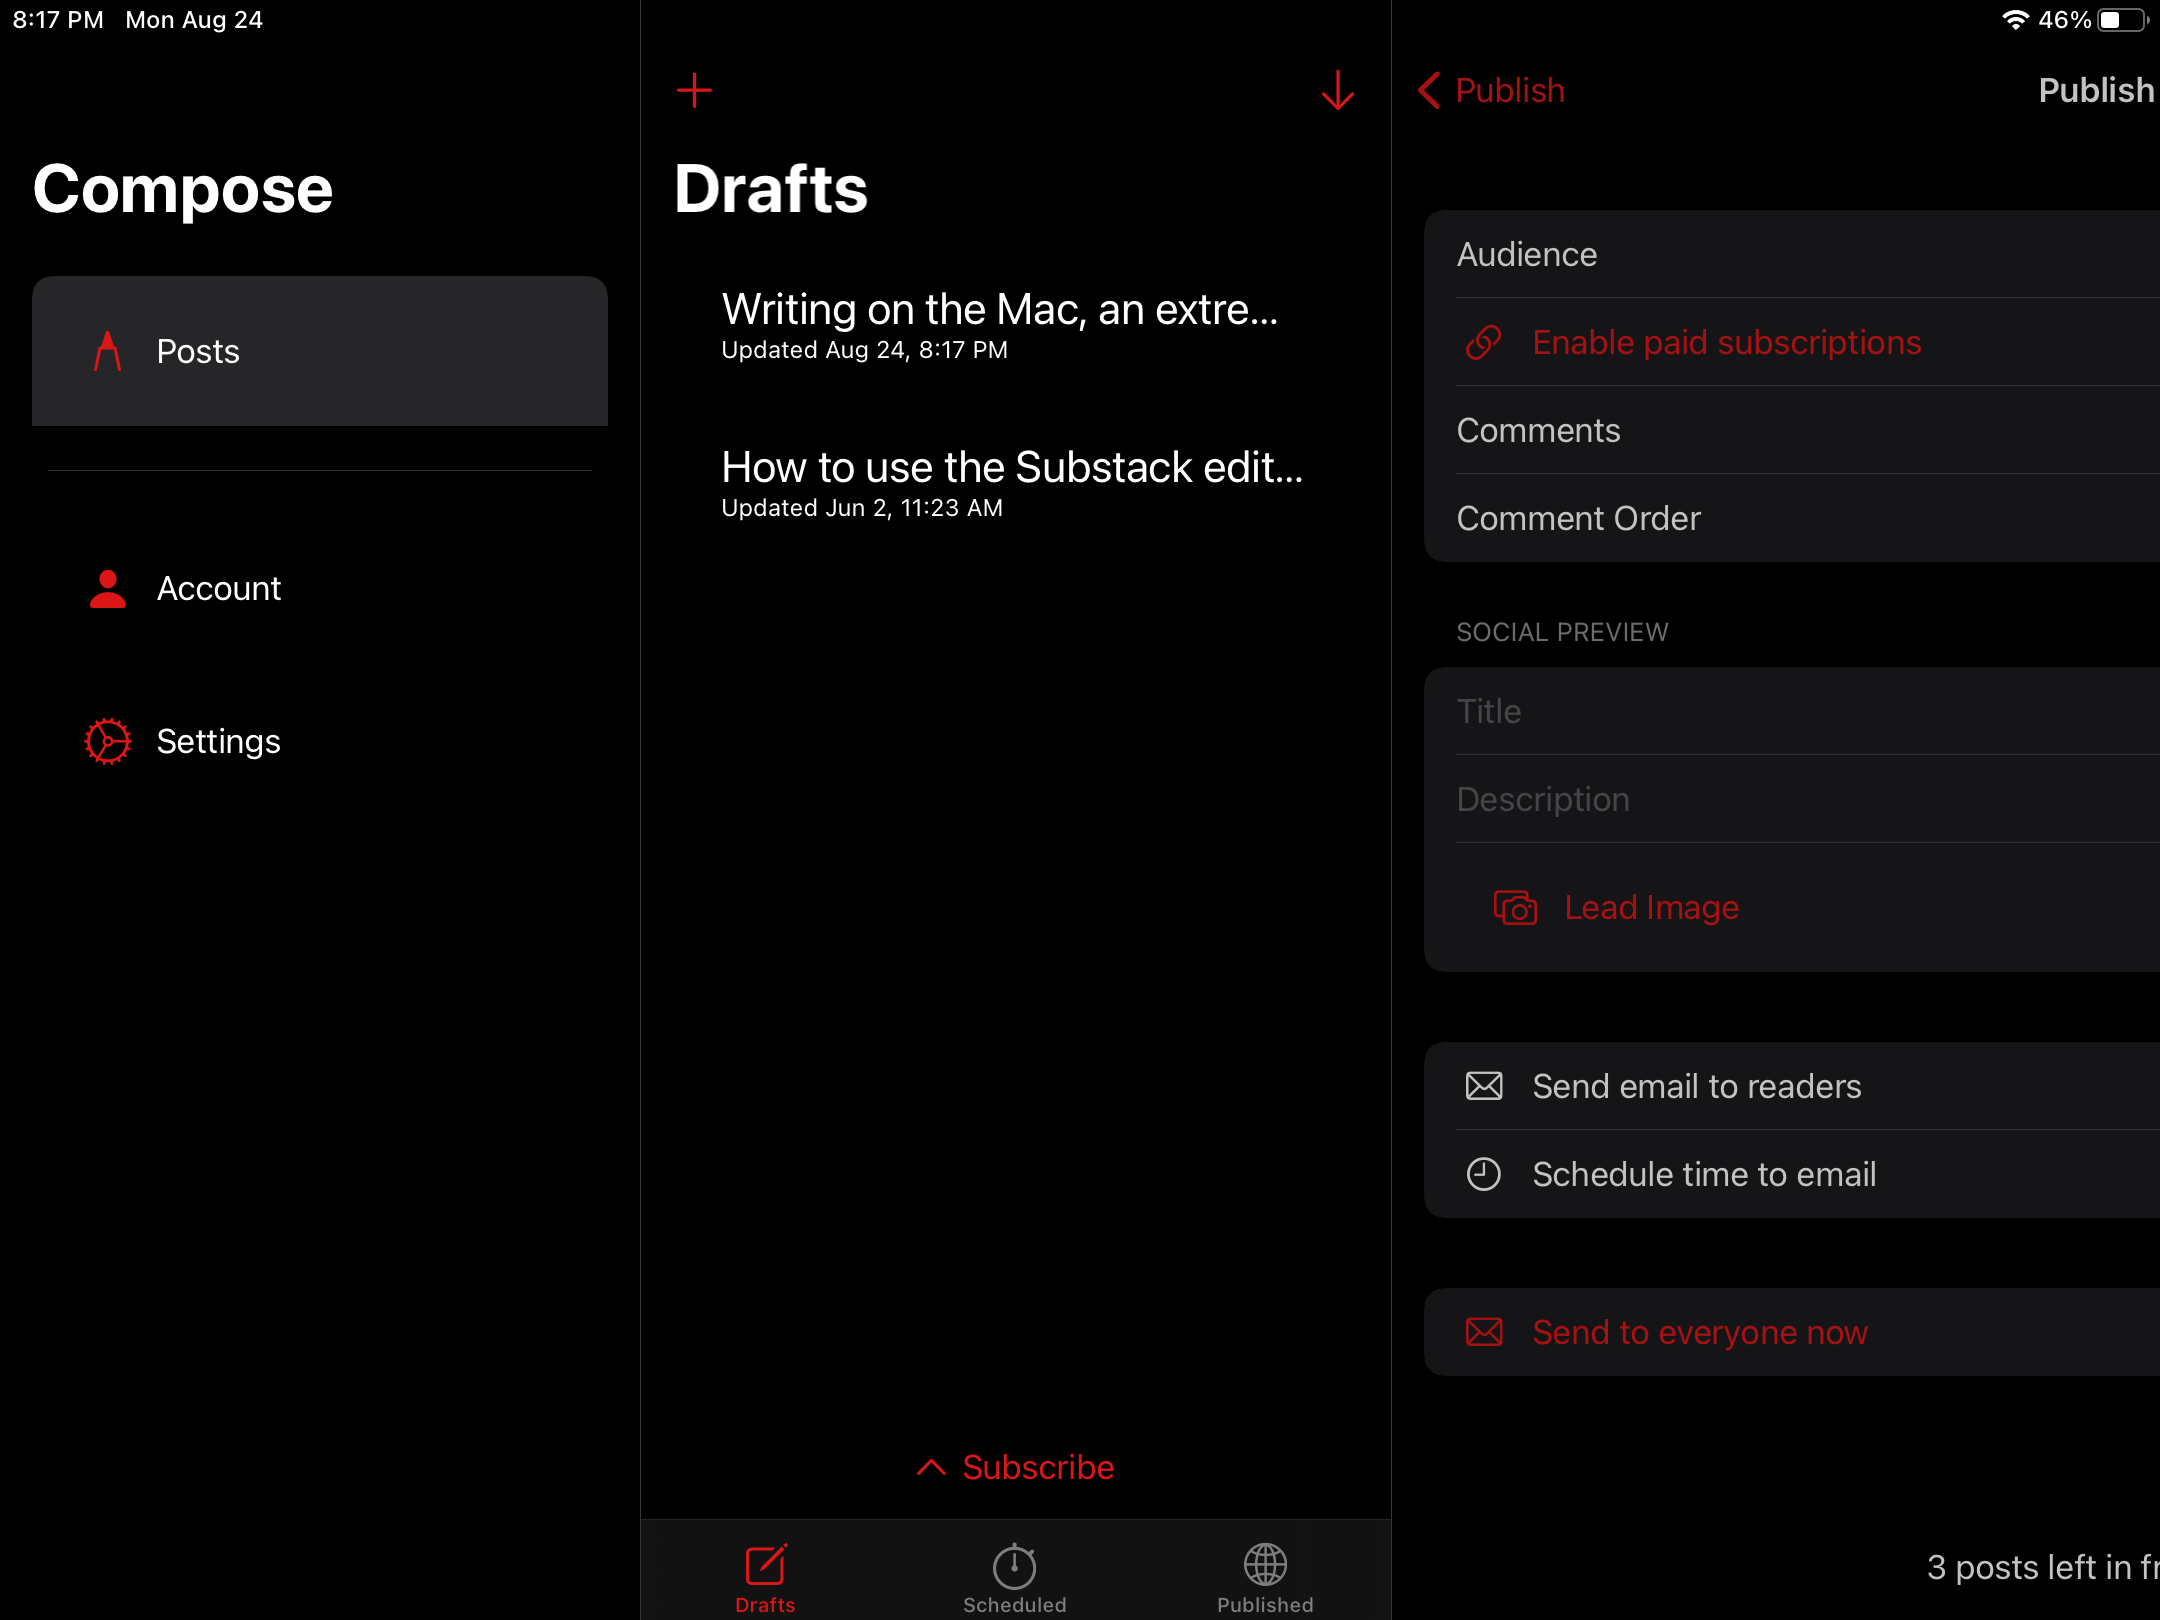 8:17 PM Mon Aug 24
46%
Compose
Posts
Account
Settings
Drafts
Writing on the Mac, an extre...
Updated Aug 24, 8:17 PM
How to use the Substack edit...
Updated Jun 2, 11:23 AM
Subscribe
Drafts
Scheduled
Published
Publish
Publish
Audience
Enable paid subscriptions
Comments
Comment Order
SOCIAL PREVIEW
Title
Description
Lead Image
Send email to readers
Schedule time to email
Send to everyone now
3 posts left in